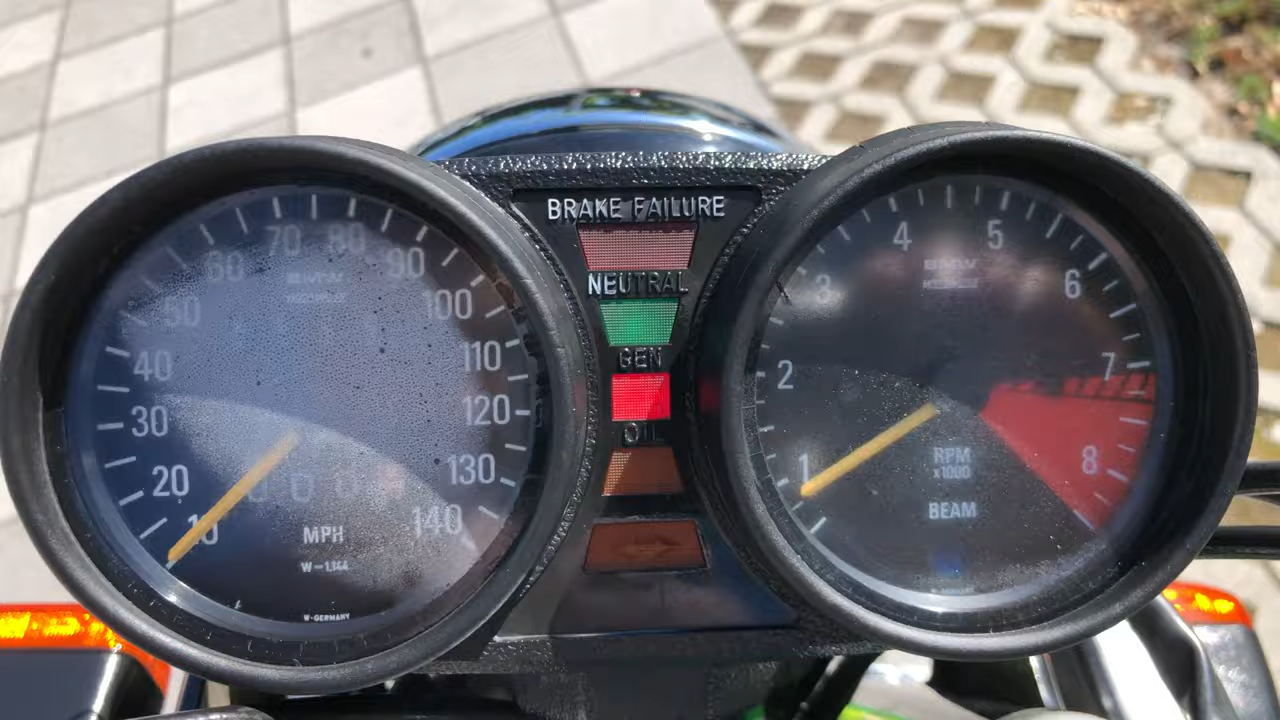 70 80
60 90
50 100
40 110
30 120
20 130
10 140
MPH
W=1,144
W-GERMANY
BRAKE FAILURE
NEUTRAL
GEN
OIL
4 5
3 6
BMW
2 7
1 8
RPM
x1000
BEAM